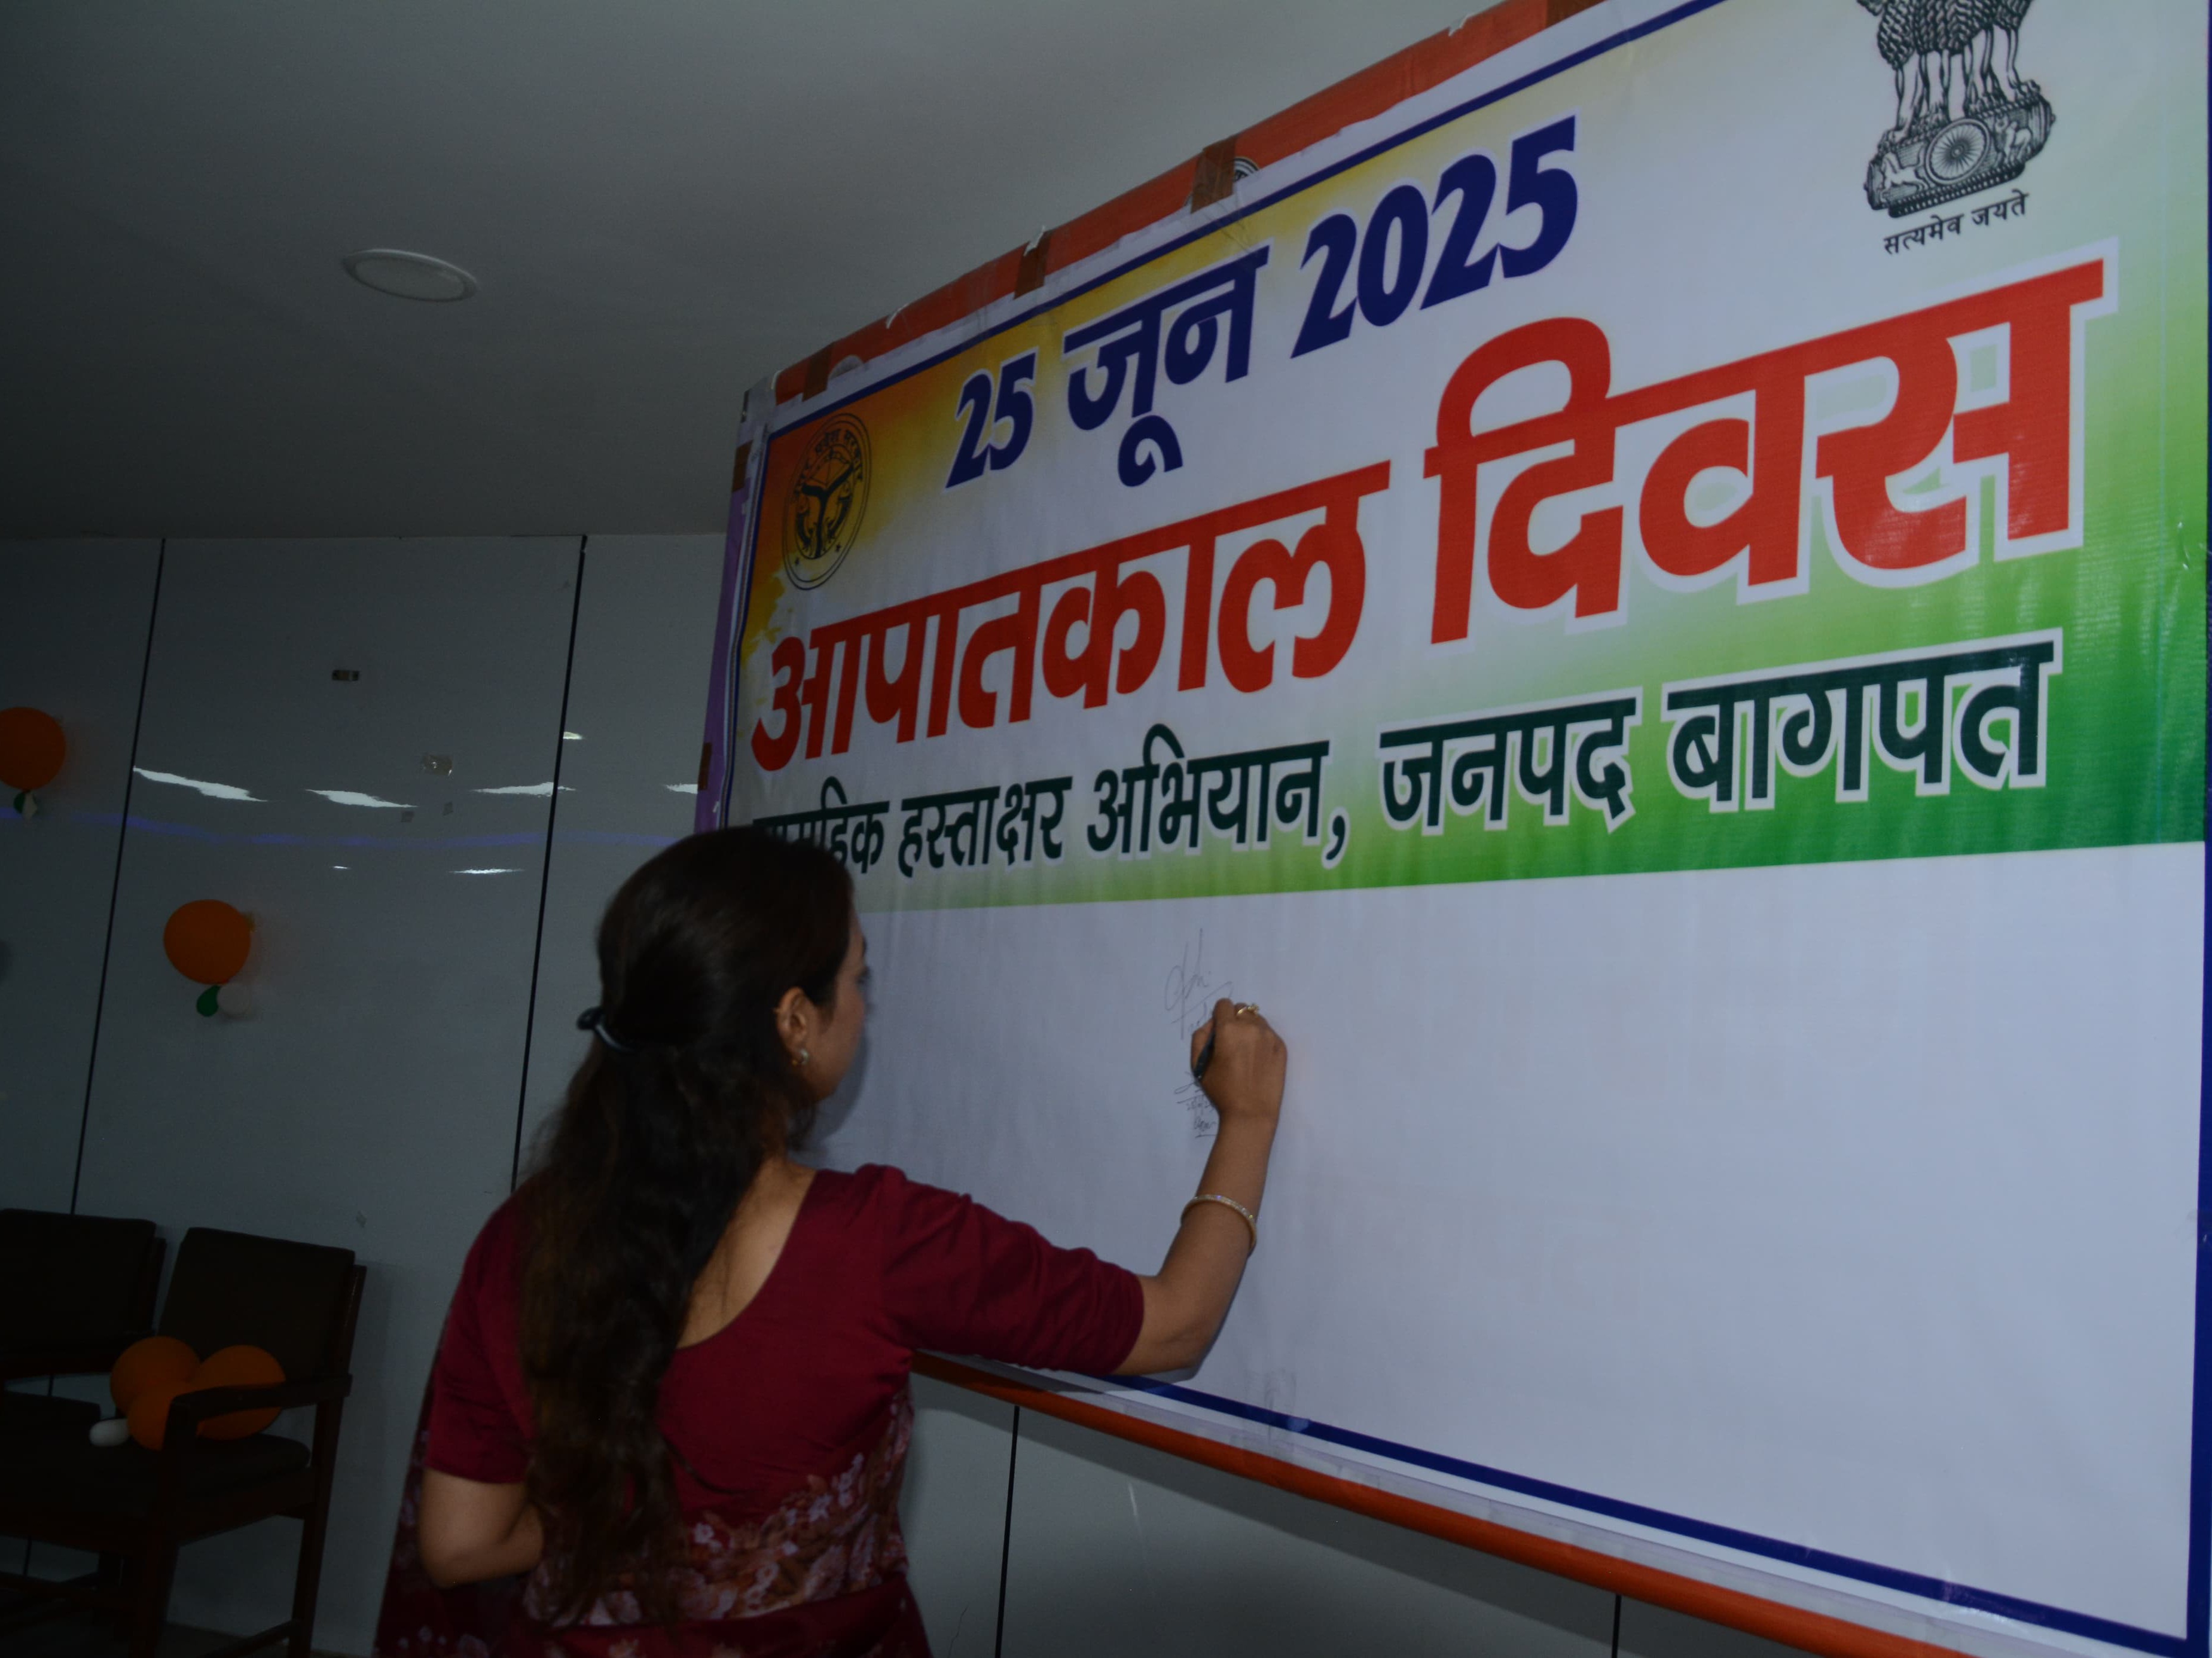 25 जून 2025
सत्यमेव जयते
आपातकाल दिवस
हस्ताक्षर अभियान, जनपद बागपत